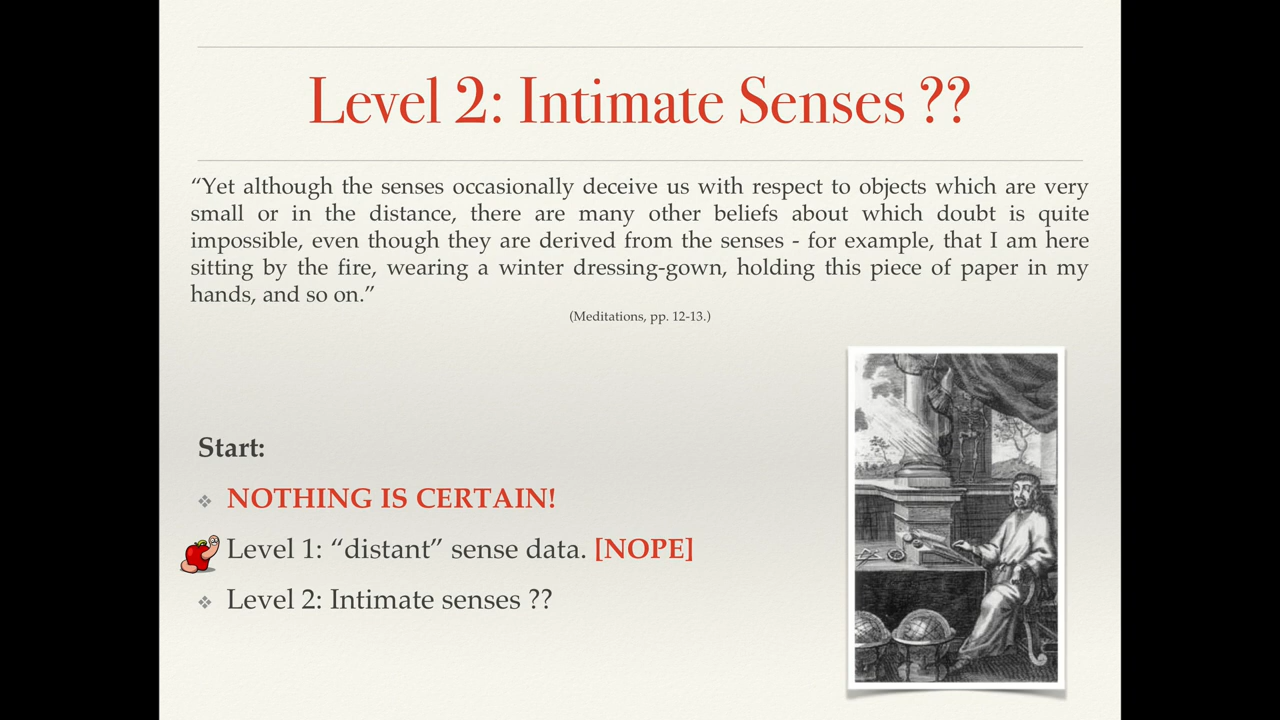 Level 2: Intimate Senses ??
“Yet although the senses occasionally deceive us with respect to objects which are very
small or in the distance, there are many other beliefs about which doubt is quite
impossible, even though they are derived from the senses - for example, that I am here
sitting by the fire, wearing a winter dressing-gown, holding this piece of paper in my
hands, and so on.”
(Meditations, pp. 12-13.)
Start:
NOTHING IS CERTAIN!
Level 1: “distant” sense data. [NOPE]
Level 2: Intimate senses ??